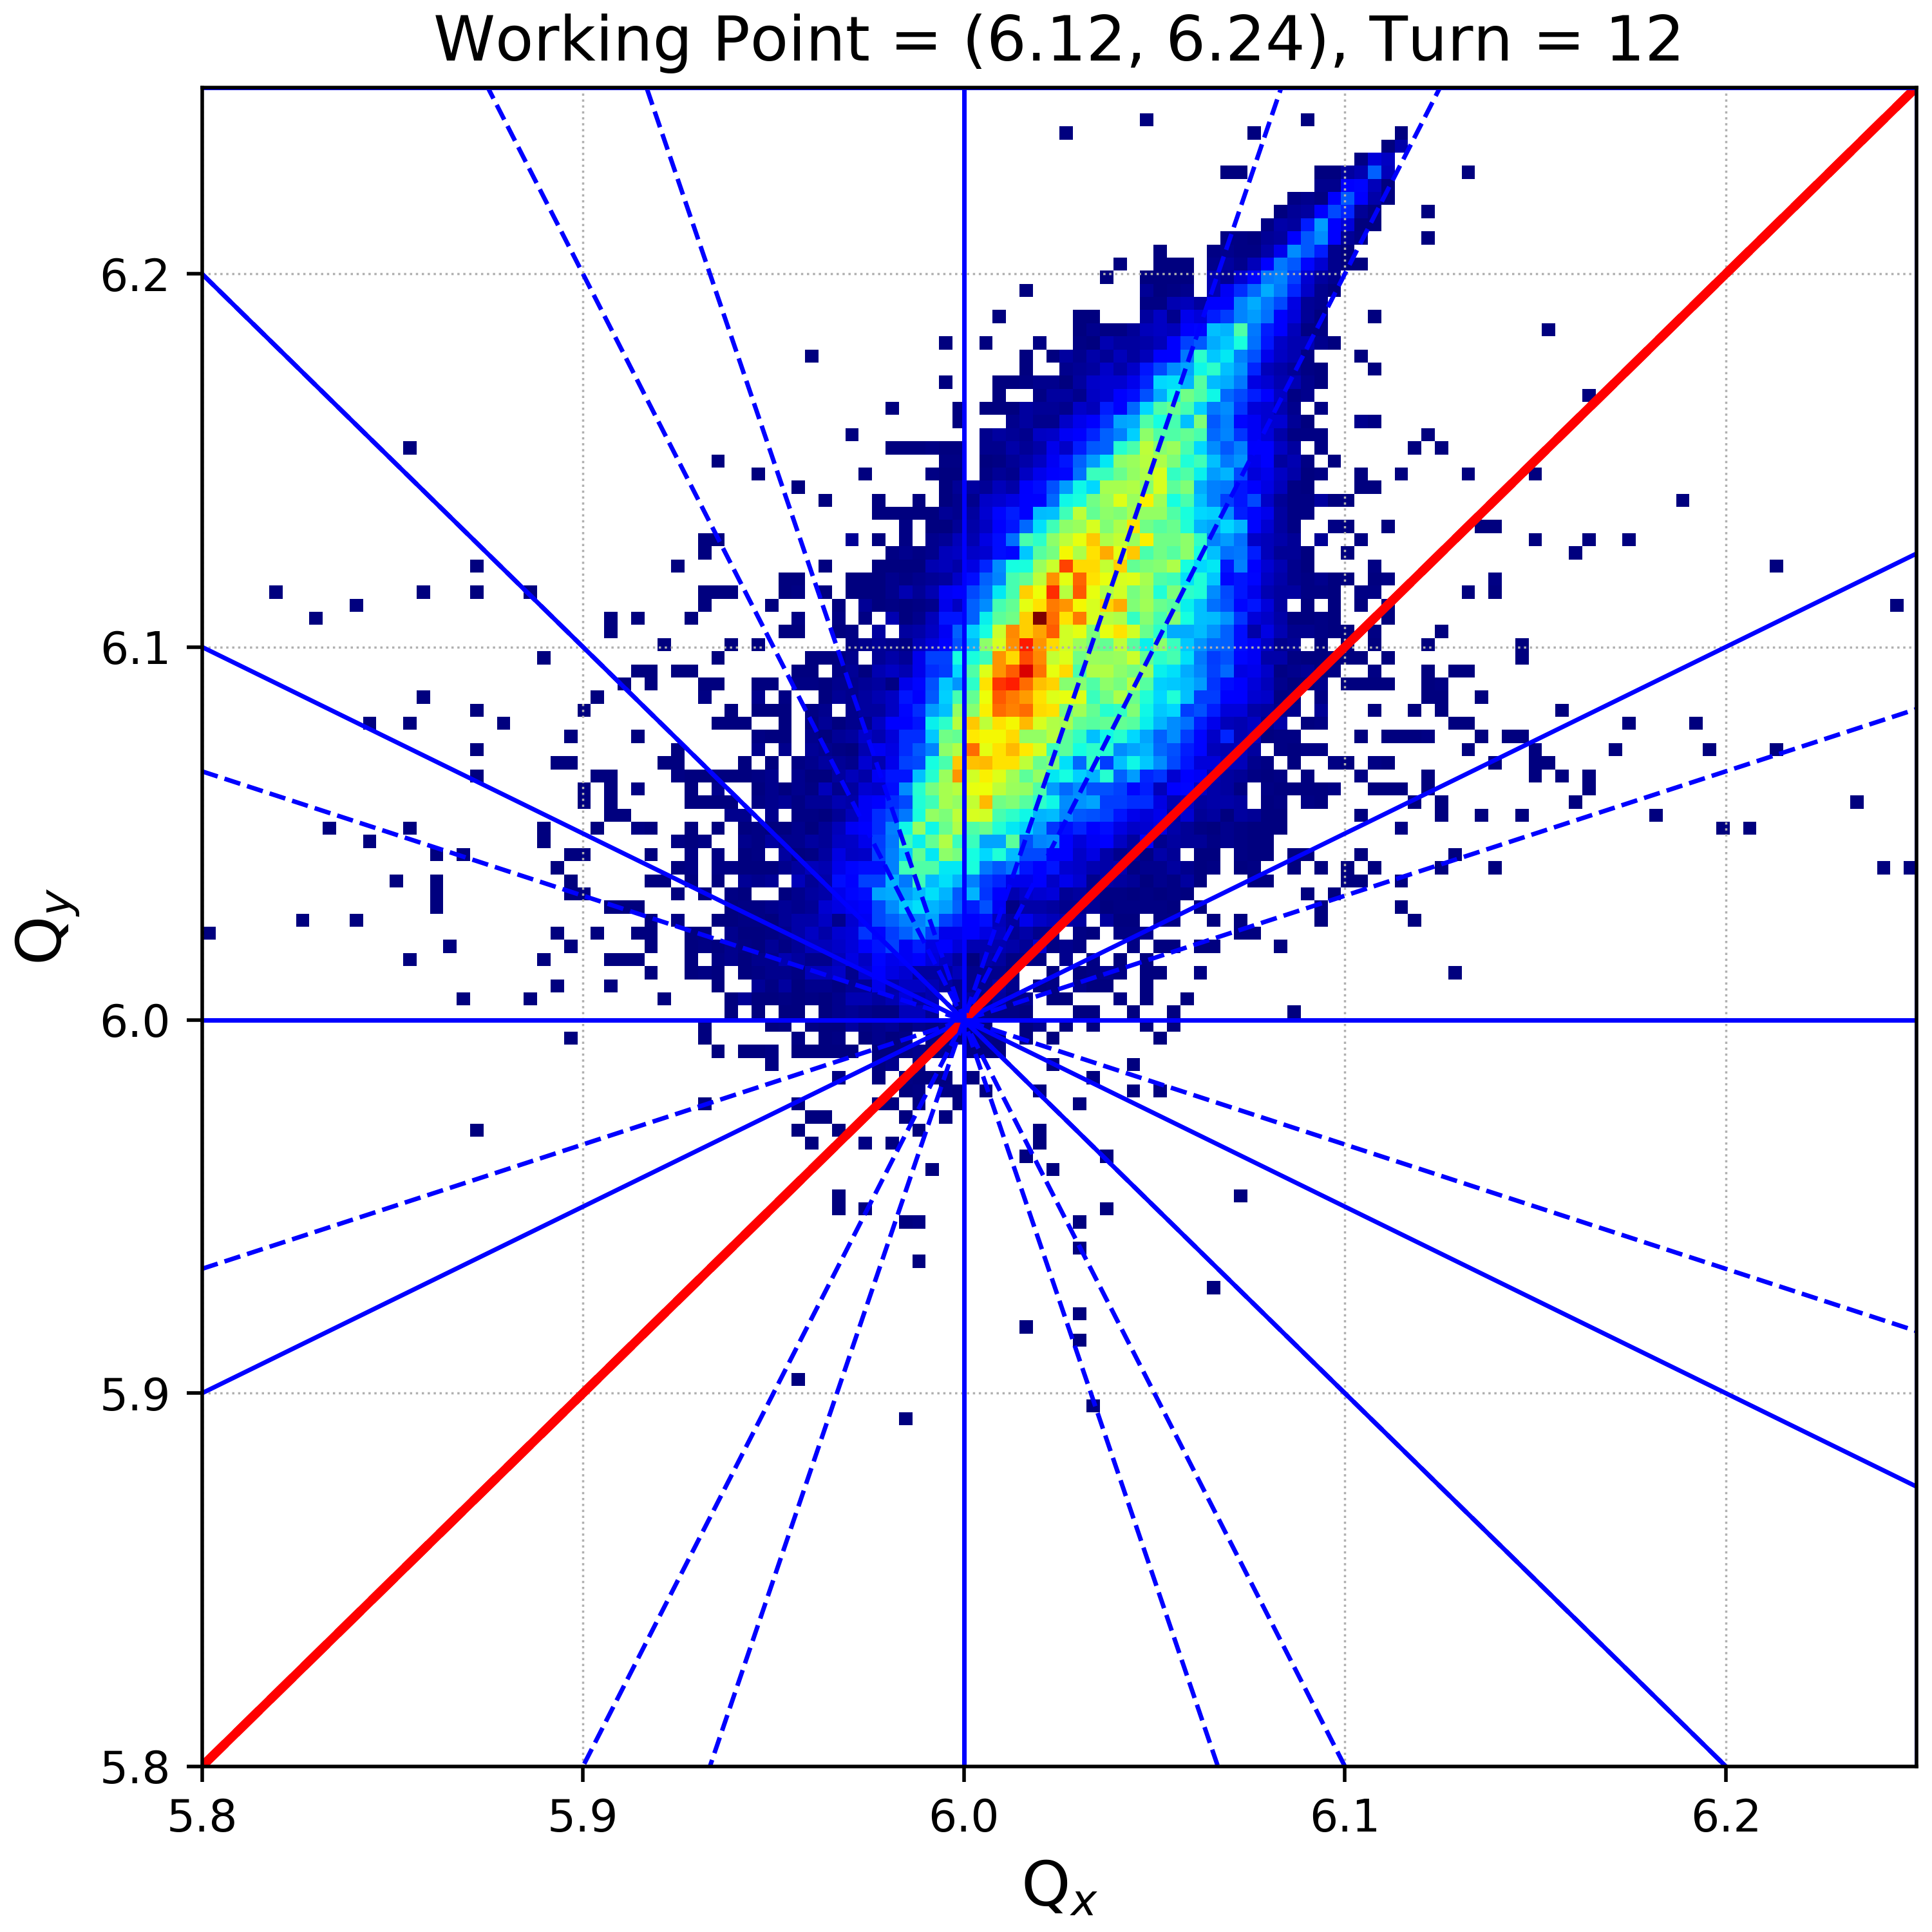 Working Point = (6.12, 6.24), Turn = 12
6.2
6.1
6.0
5.9
5.8
Qy
5.8 5.9 6.0 6.1 6.2
Qx